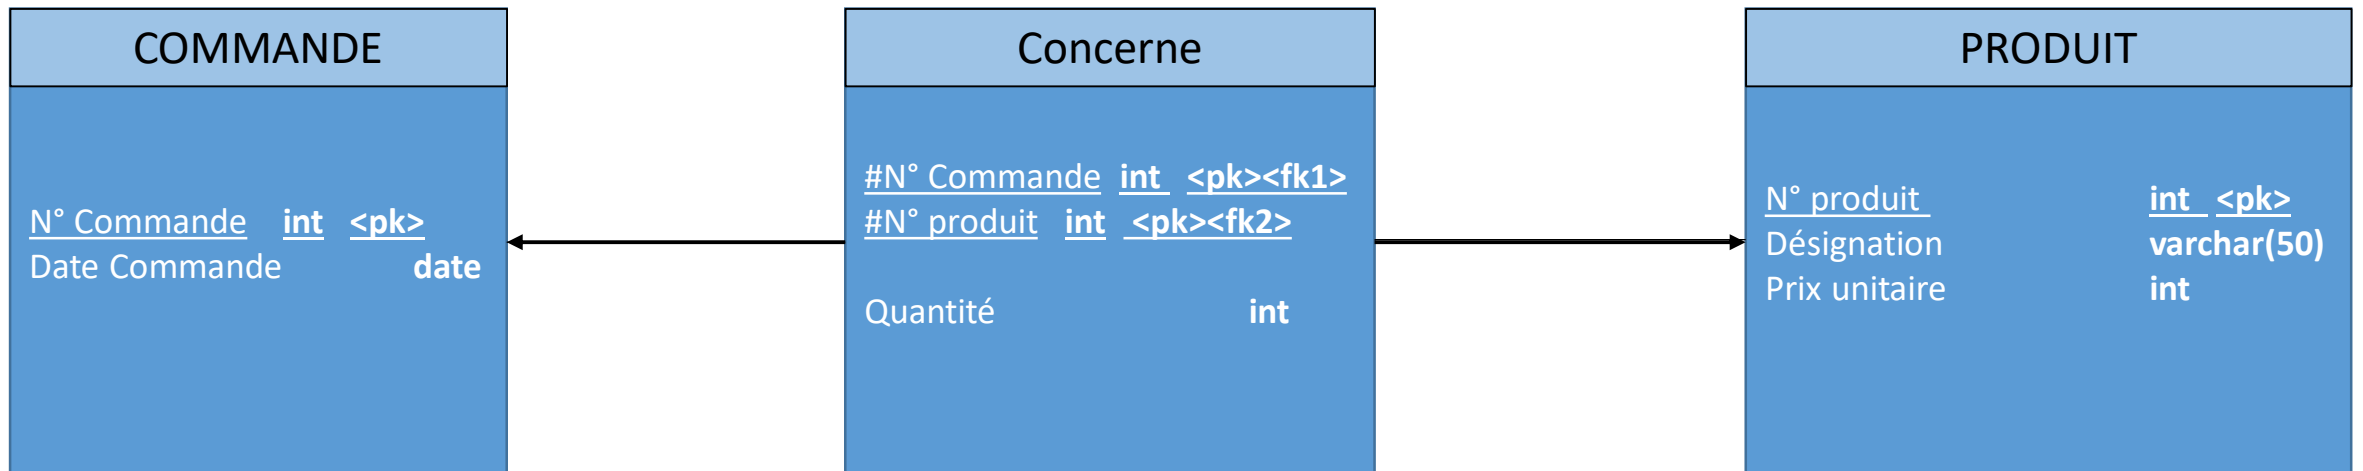 COMMANDE
N° Commande int <pk>
Date Commande date
Concerne
#N° Commande int <pk><fk1>
#N° produit int <pk><fk2>
Quantité int
PRODUIT
N° produit int <pk>
Désignation varchar(50)
Prix unitaire int